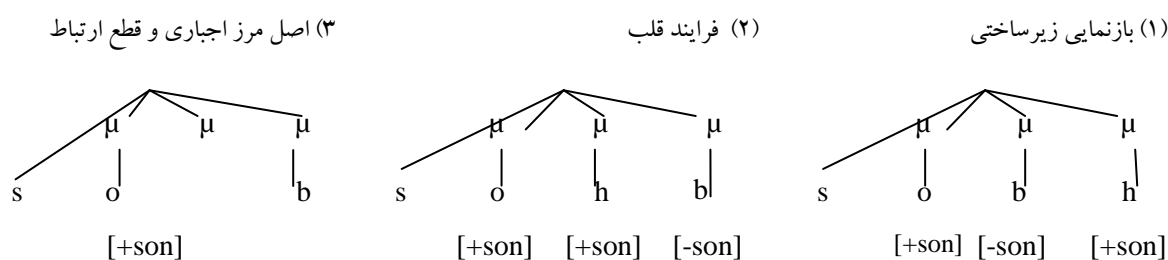 (۱) بازنمایی زیرساختی (۲) فرایند قلب (۳) اصل مرز اجباری و قطع ارتباط
μ μ μ μ μ μ μ μ μ
s o b s o h b s o b h
[+son] [+son] [+son] [-son] [+son] [-son] [+son]